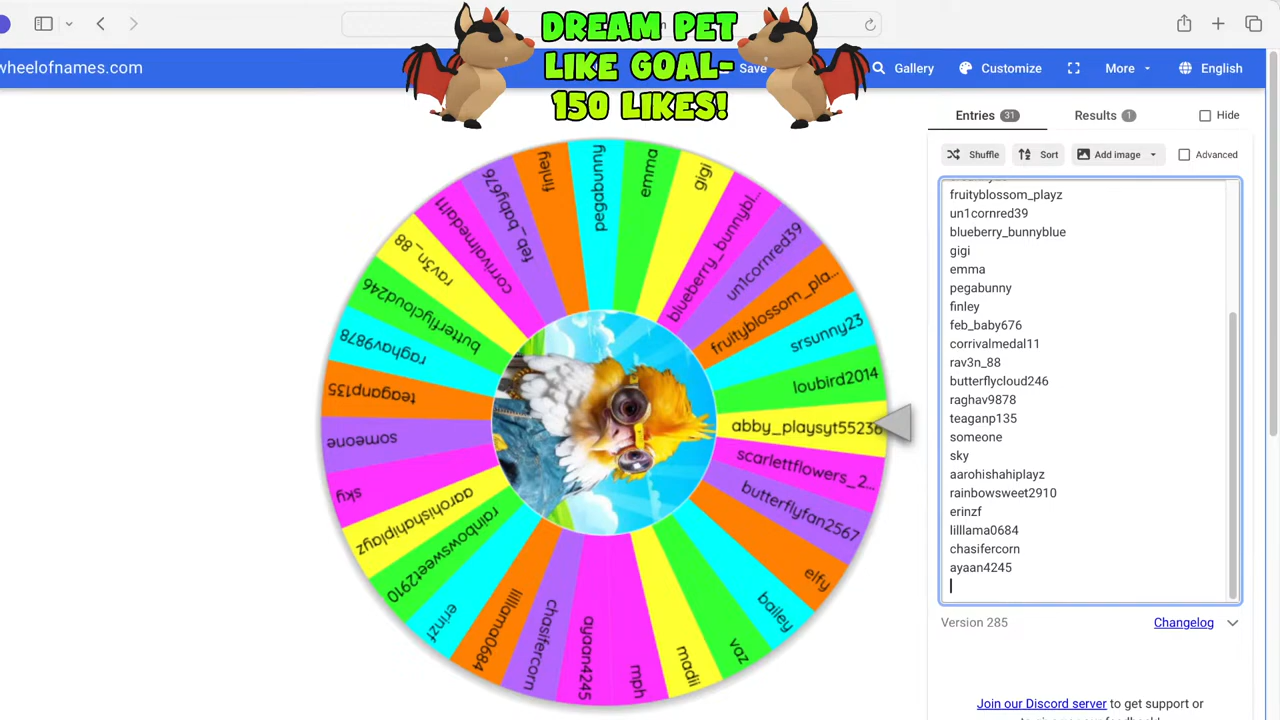 DREAM PET
LIKE GOAL-
150 LIKES!
wheelofnames.com
Save
Gallery
Customize
More
English
Entries 31
Results 1
Hide
Shuffle
Sort
Add image
Advanced
fruityblossom_playz
un1cornred39
blueberry_bunnyblue
gigi
emma
pegabunny
finley
feb_baby676
corrivalmedal11
rav3n_88
butterflycloud246
raghav9878
teaganp135
someone
sky
aarohishahiplayz
rainbowsweet2910
erinzf
lilllama0684
chasifercorn
ayaan4245
Version 285
Changelog
Join our Discord server to get support or
emma
gigi
blueberry_bunnybl...
un1cornred39
fruityblossom_pla...
srsunny23
loubird2014
abby_playsyt55236
scarlettflowers_2...
butterflyfan2567
elfy
bailey
vaz
madii
mph
ayaan4245
chasifercorn
lilllama0684
erinzf
rainbowsweet2910
aarohishahiplayz
sky
someone
teaganp135
raghav9878
butterflycloud246
rav3n_88
corrivalmedal11
feb_baby676
finley
pegabunny